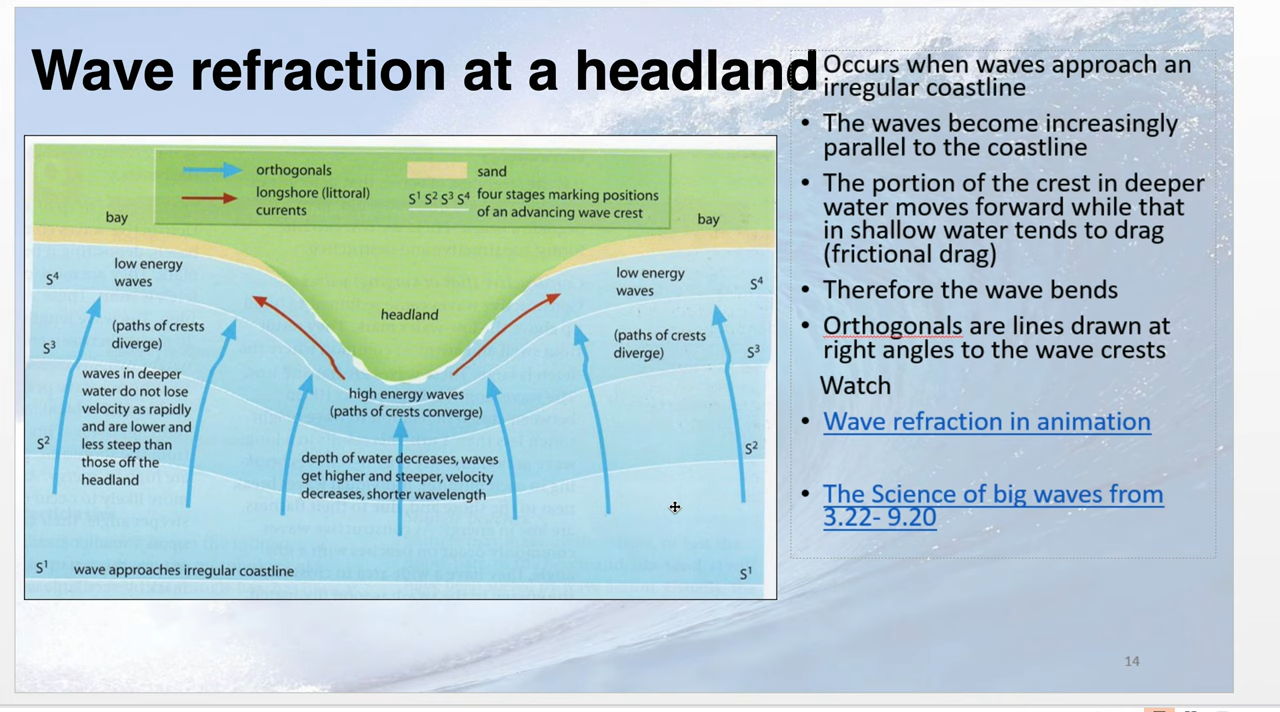 Wave refraction at a headland
orthogonals
longshore (littoral)
currents
sand
S¹ S² S³ S⁴ four stages marking positions
of an advancing wave crest
bay
bay
low energy
waves
S⁴
(paths of crests
diverge)
S³
waves in deeper
water do not lose
velocity as rapidly
and are lower and
less steep than
those off the
headland
S²
headland
high energy waves
(paths of crests converge)
depth of water decreases, waves
get higher and steeper, velocity
decreases, shorter wavelength
low energy
waves
S⁴
(paths of crests
diverge)
S³
S²
S¹ wave approaches irregular coastline
S¹
Occurs when waves approach an
irregular coastline
• The waves become increasingly
parallel to the coastline
• The portion of the crest in deeper
water moves forward while that
in shallow water tends to drag
(frictional drag)
• Therefore the wave bends
• Orthogonals are lines drawn at
right angles to the wave crests
Watch
• Wave refraction in animation
• The Science of big waves from
3.22- 9.20
14